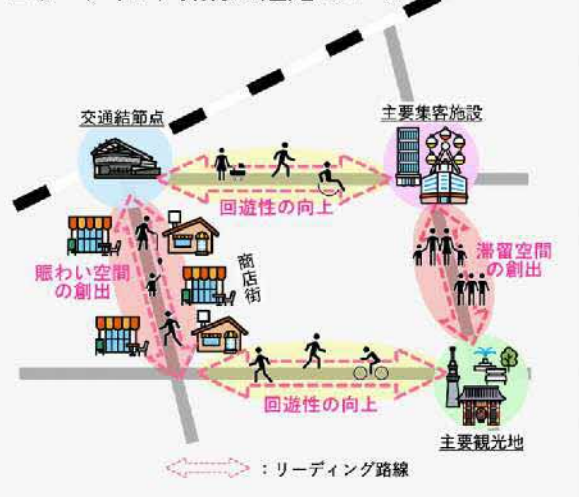 交通結節点
主要集客施設
回遊性の向上
賑わい空間
の創出
商店街
滞留空間
の創出
回遊性の向上
主要観光地
：リーディング路線